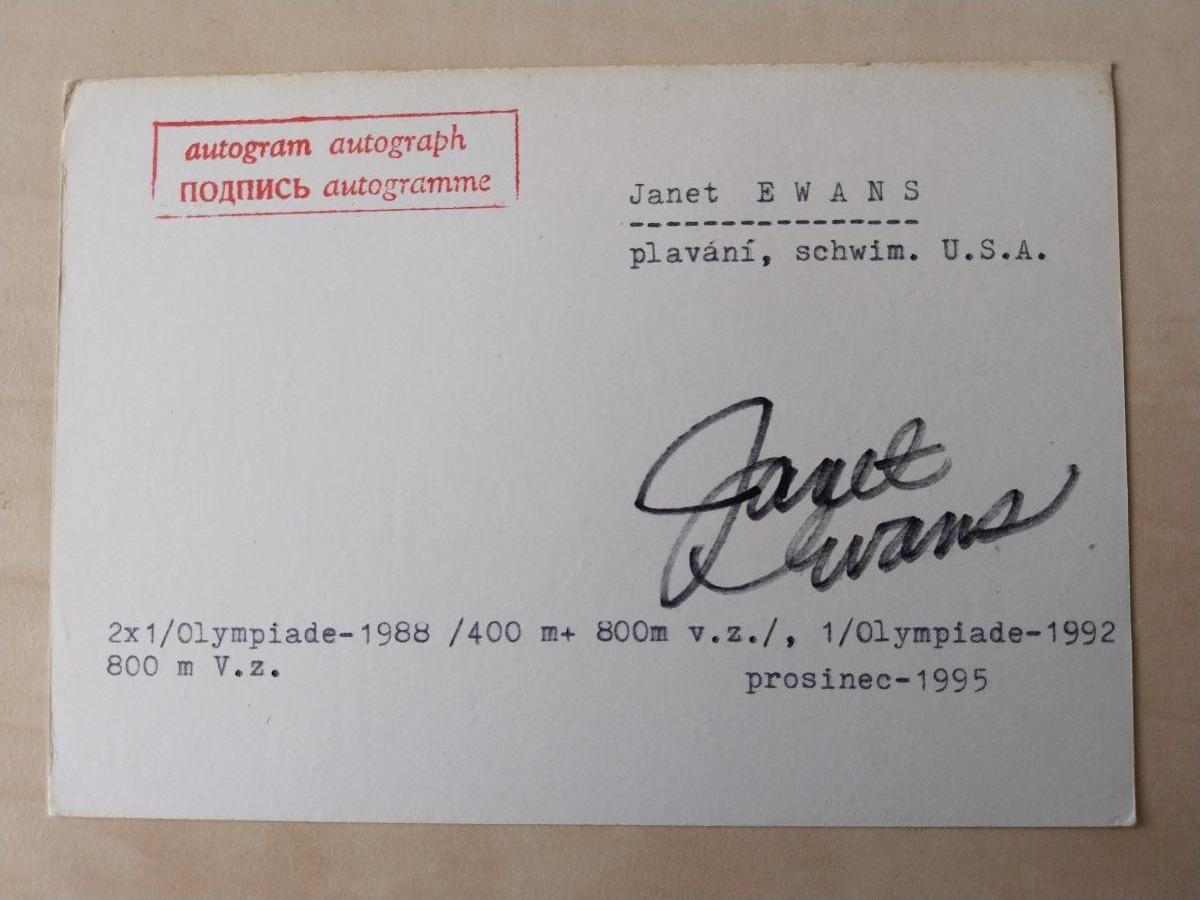 autogram autograph
подпись autogramme
Janet E W A N S
----------------
plavání, schwim. U.S.A.
Janet
Evans
2x1/Olympiade-1988 /400 m+ 800m v.z./, 1/Olympiade-1992
800 m V.z.
prosinec-1995